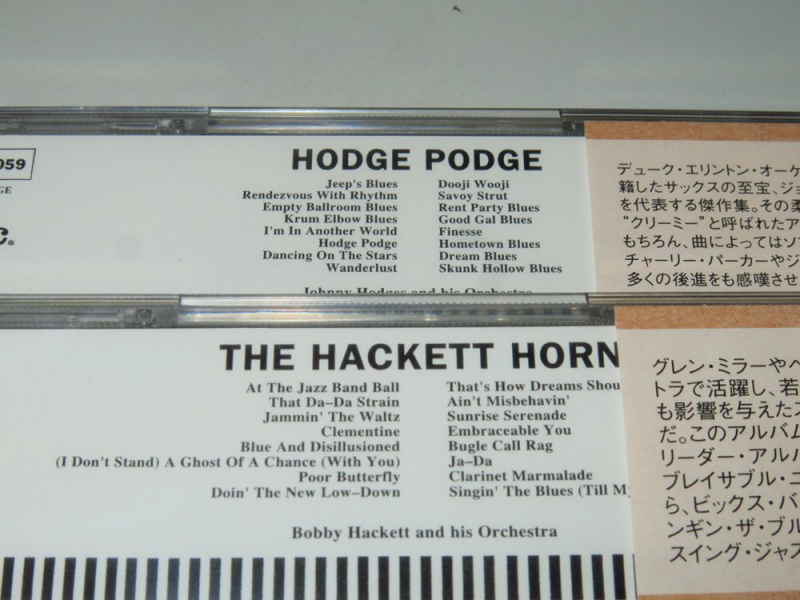 059
HODGE PODGE
Jeep's Blues
Rendezvous With Rhythm
Empty Ballroom Blues
Krum Elbow Blues
I'm In Another World
Hodge Podge
Dancing On The Stars
Wanderlust
Dooji Wooji
Savoy Strut
Rent Party Blues
Good Gal Blues
Finesse
Hometown Blues
Dream Blues
Skunk Hollow Blues
Johnny Hodges and his Orchestra
デューク・エリントン・オーケ
籍したサックスの至宝、ジョ
を代表する傑作集。その柔
“クリーミー”と呼ばれたア
もちろん、曲によってはソフ
チャーリー・パーカーやジ
多くの後進をも感嘆させ
THE HACKETT HORN
At The Jazz Band Ball
That Da-Da Strain
Jammin' The Waltz
Clementine
Blue And Disillusioned
(I Don't Stand) A Ghost Of A Chance (With You)
Poor Butterfly
Doin' The New Low-Down
That's How Dreams Shou
Ain't Misbehavin'
Sunrise Serenade
Embraceable You
Bugle Call Rag
Ja-Da
Clarinet Marmalade
Singin' The Blues (Till My
Bobby Hackett and his Orchestra
グレン・ミラーやベ
トラで活躍し、若
も影響を与えたス
だ。このアルバム
リーダー・アルバ
ブレイサブル・ユ
ら、ビックス・バ
ンギン・ザ・ブル
スイング・ジャズ